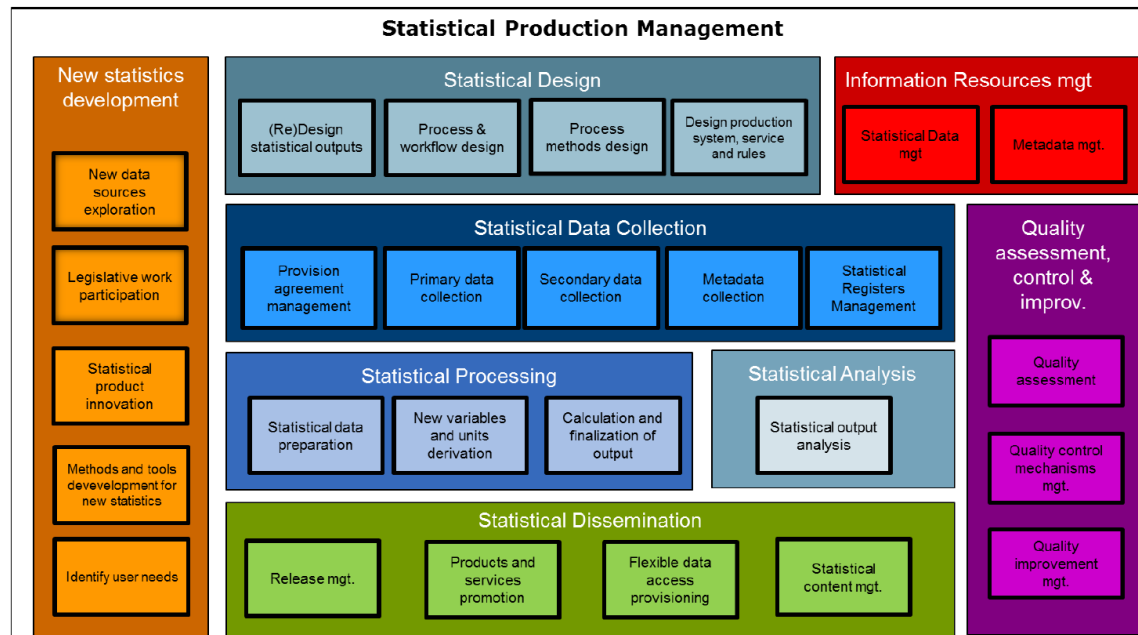 Statistical Production Management
New statistics
development
New data
sources
exploration
Legislative work
participation
Statistical
product
innovation
Methods and tools
devevelopment for
new statistics
Identify user needs
Statistical Design
(Re)Design
statistical outputs
Process &
workflow design
Process
methods design
Design production
system, service
and rules
Information Resources mgt
Statistical Data
mgt
Metadata mgt.
Statistical Data Collection
Provision
agreement
management
Primary data
collection
Secondary data
collection
Metadata
collection
Statistical
Registers
Management
Quality
assessment,
control &
improv.
Quality
assessment
Quality control
mechanisms
mgt.
Quality
improvement
mgt.
Statistical Processing
Statistical data
preparation
New variables
and units
derivation
Calculation and
finalization of
output
Statistical Analysis
Statistical output
analysis
Statistical Dissemination
Release mgt.
Products and
services
promotion
Flexible data
access
provisioning
Statistical
content mgt.